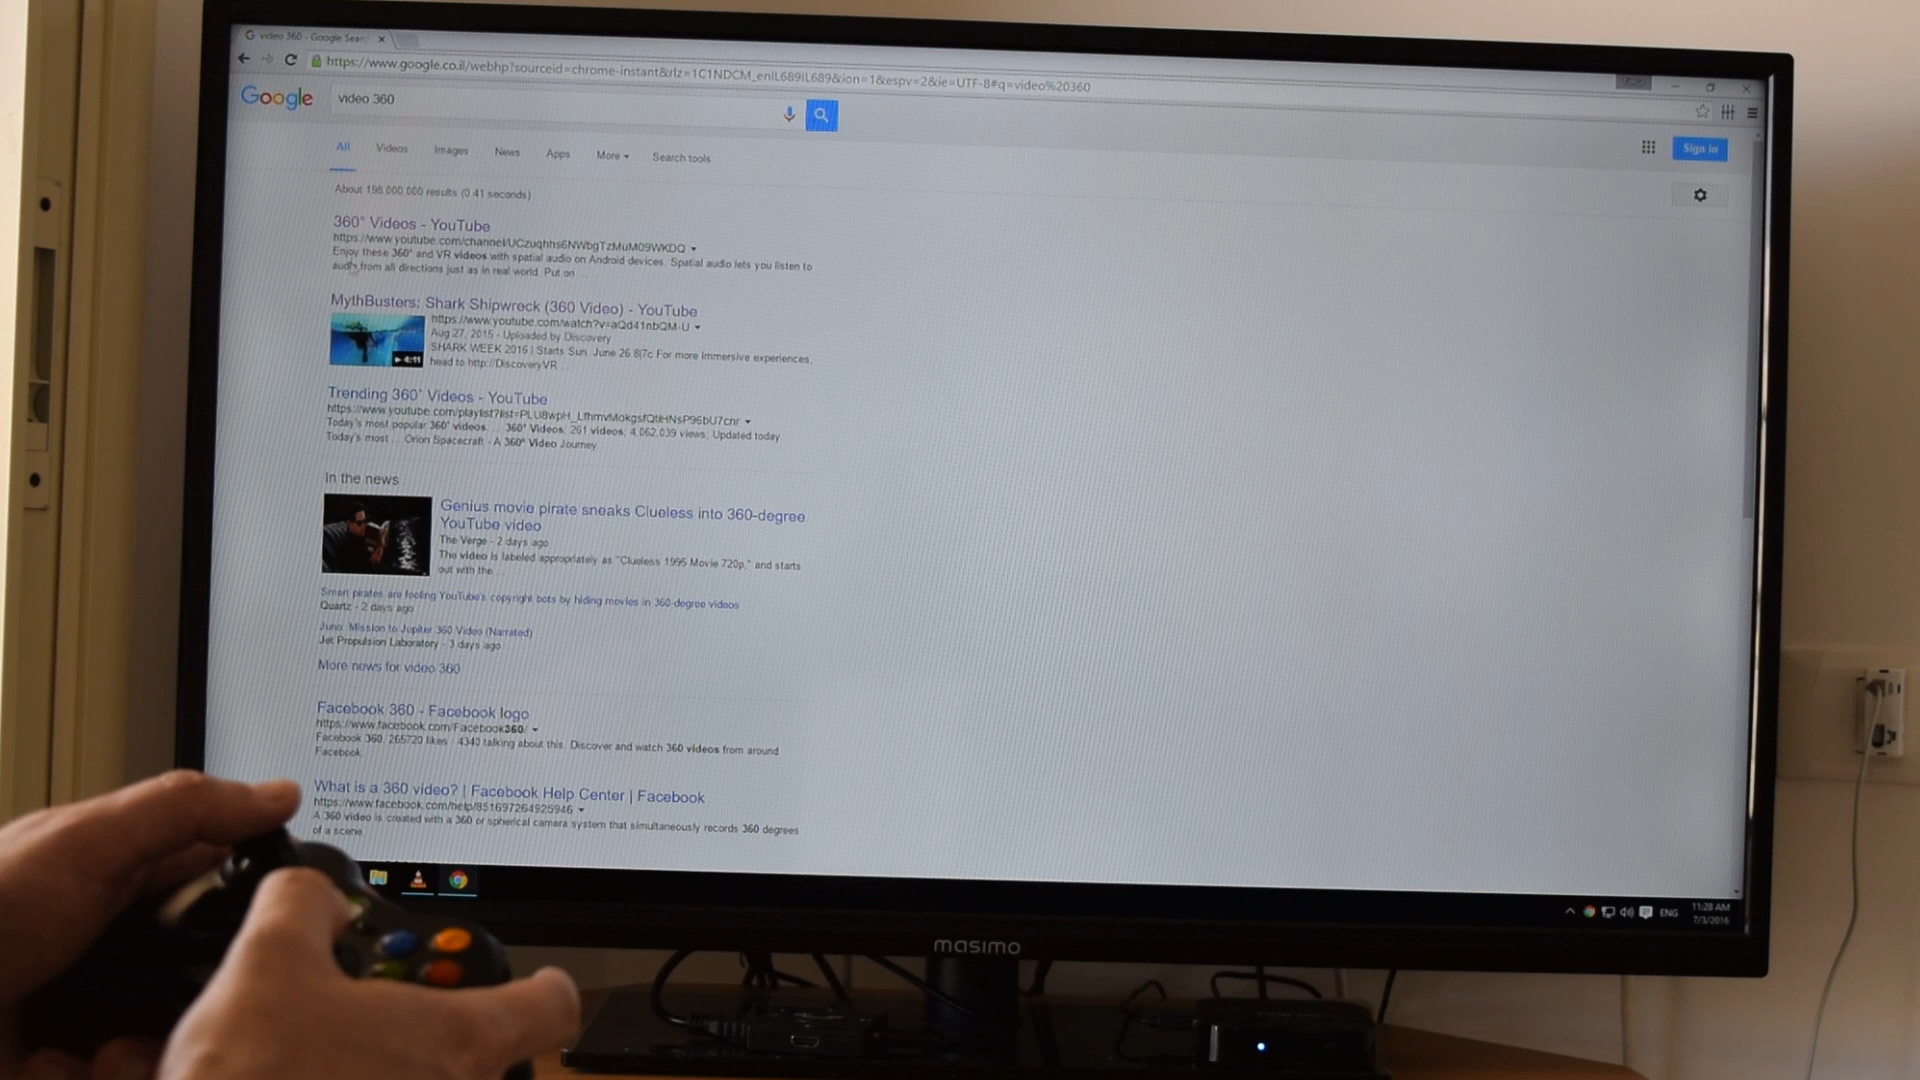 video 360 - Google Sear
https://www.google.co.il/webhp?sourceid=chrome-instant&rlz=1C1NDCM_enIL689IL689&ion=1&espv=2&ie=UTF-8#q=video%20360
Google
video 360
All Videos Images News Apps More Search tools
Sign in
About 198,000,000 results (0.41 seconds)
360° Videos - YouTube
https://www.youtube.com/channel/UCzuqhhs6NWbgTzMuM09WKDQ
Enjoy these 360° and VR videos with spatial audio on Android devices. Spatial audio lets you listen to
audio from all directions just as in real world. Put on ...
MythBusters: Shark Shipwreck (360 Video) - YouTube
https://www.youtube.com/watch?v=aQd41nbQM-U
Aug 27, 2015 - Uploaded by Discovery
SHARK WEEK 2016 | Starts Sun. June 26 8|7c For more immersive experiences,
head to http://DiscoveryVR ...
4:11
Trending 360° Videos - YouTube
https://www.youtube.com/playlist?list=PLU8wpH_LfhmvMokgsfQtiHNsP96bU7cnr
Today's most popular 360° videos. ... 360° Videos; 261 videos; 4,062,039 views; Updated today.
Today's most ... Orion Spacecraft - A 360° Video Journey.
In the news
Genius movie pirate sneaks Clueless into 360-degree
YouTube video
The Verge - 2 days ago
The video is labeled appropriately as "Clueless 1995 Movie 720p," and starts
out with the ...
Smart pirates are fooling YouTube's copyright bots by hiding movies in 360-degree videos
Quartz - 2 days ago
Juno: Mission to Jupiter 360 Video (Narrated)
Jet Propulsion Laboratory - 3 days ago
More news for video 360
Facebook 360 - Facebook logo
https://www.facebook.com/Facebook360/
Facebook 360. 265720 likes · 4340 talking about this. Discover and watch 360 videos from around
Facebook.
What is a 360 video? | Facebook Help Center | Facebook
https://www.facebook.com/help/851697264925946
A 360 video is created with a 360 or spherical camera system that simultaneously records 360 degrees
of a scene.
ENG
11:28 AM
7/3/2016
masimo